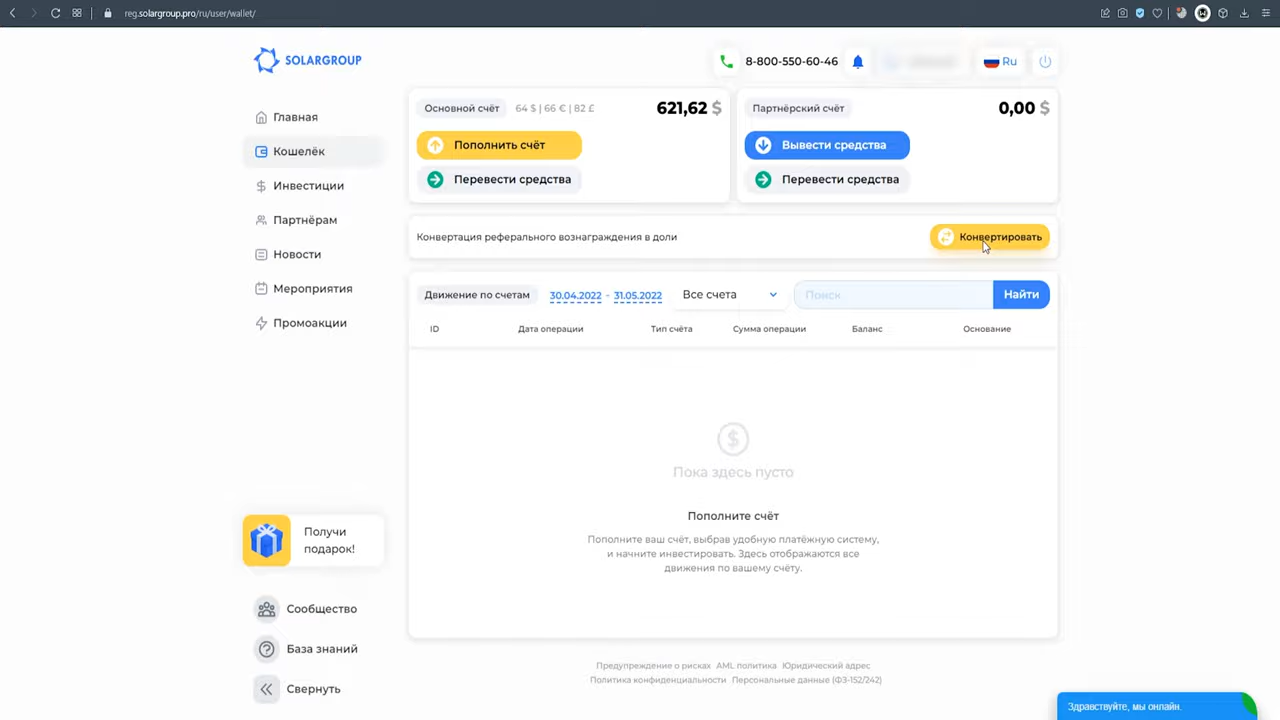 reg.solargroup.pro/ru/user/wallet/
SOLARGROUP
8-800-550-60-46
Ru
Главная
Кошелёк
Инвестиции
Партнёрам
Новости
Мероприятия
Промоакции
Основной счёт 64 $ | 66 € | 82 £ 621,62 $
Пополнить счёт
Перевести средства
Партнёрский счёт 0,00 $
Вывести средства
Перевести средства
Конвертация реферального вознаграждения в доли
Конвертировать
Движение по счетам 30.04.2022 - 31.05.2022 Все счета Поиск Найти
ID Дата операции Тип счёта Сумма операции Баланс Основание
Пока здесь пусто
Пополните счёт
Пополните ваш счёт, выбрав удобную платёжную систему,
и начните инвестировать. Здесь отображаются все
движения по вашему счёту.
Получи
подарок!
Сообщество
База знаний
Свернуть
Предупреждение о рисках AML политика Юридический адрес
Политика конфиденциальности Персональные данные (ФЗ-152/242)
Здравствуйте, мы онлайн.